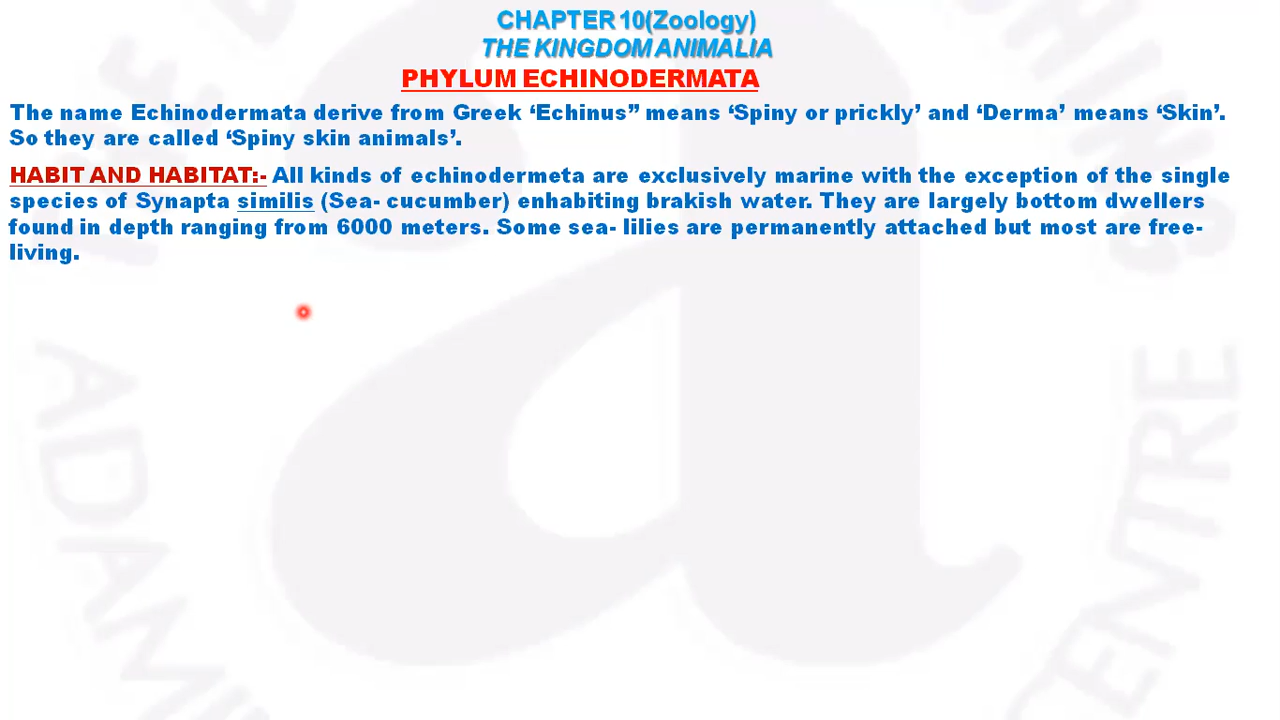 CHAPTER 10(Zoology)
THE KINGDOM ANIMALIA
PHYLUM ECHINODERMATA
The name Echinodermata derive from Greek ‘Echinus” means ‘Spiny or prickly’ and ‘Derma’ means ‘Skin’.
So they are called ‘Spiny skin animals’.
HABIT AND HABITAT:- All kinds of echinodermeta are exclusively marine with the exception of the single
species of Synapta similis (Sea- cucumber) enhabiting brakish water. They are largely bottom dwellers
found in depth ranging from 6000 meters. Some sea- lilies are permanently attached but most are free-
living.